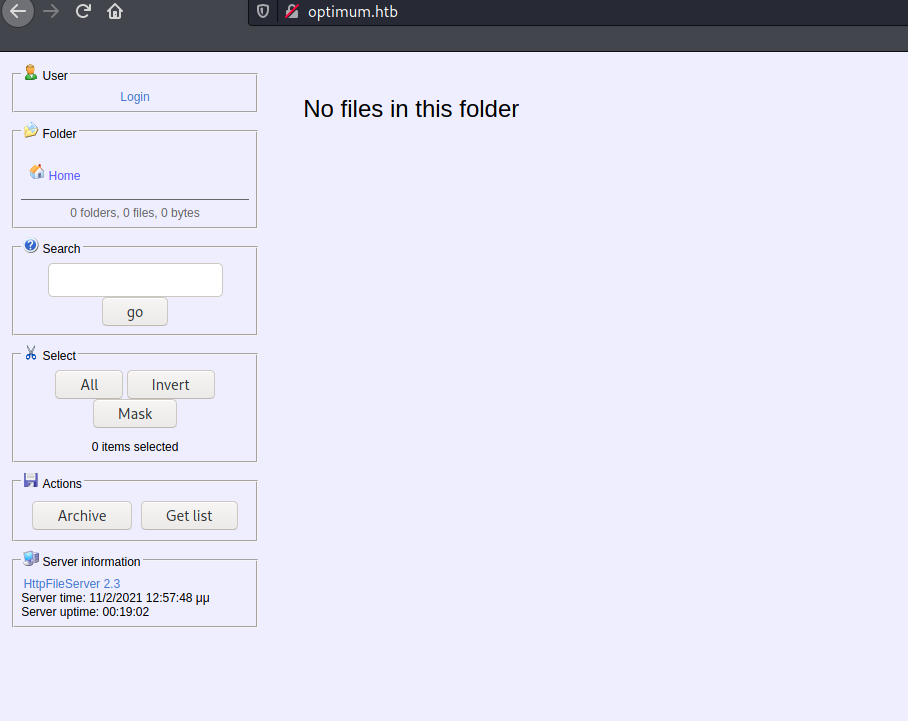 optimum.htb
User
Login
No files in this folder
Folder
Home
0 folders, 0 files, 0 bytes
Search
go
Select
All Invert
Mask
0 items selected
Actions
Archive Get list
Server information
HttpFileServer 2.3
Server time: 11/2/2021 12:57:48 μμ
Server uptime: 00:19:02